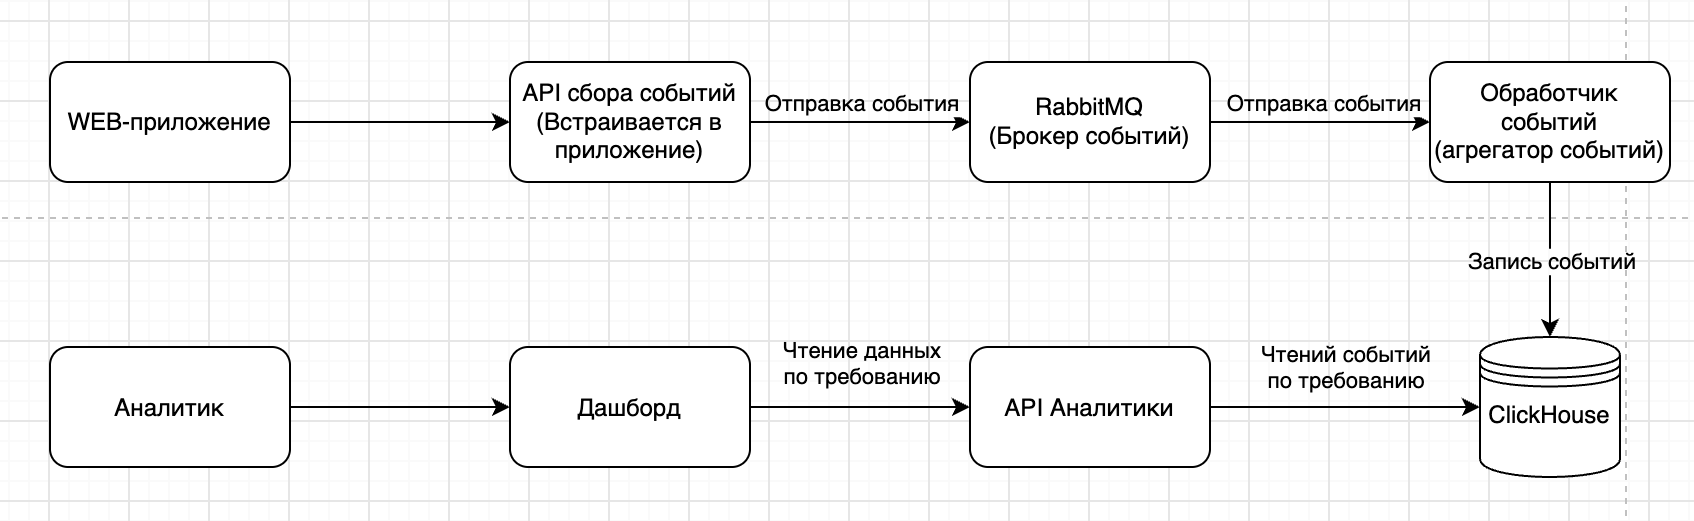 WEB-приложение
API сбора событий
(Встраивается в
приложение)
Отправка события
RabbitMQ
(Брокер событий)
Отправка события
Обработчик
событий
(агрегатор событий)
Запись событий
Аналитик
Дашборд
Чтение данных
по требованию
API Аналитики
Чтений событий
по требованию
ClickHouse